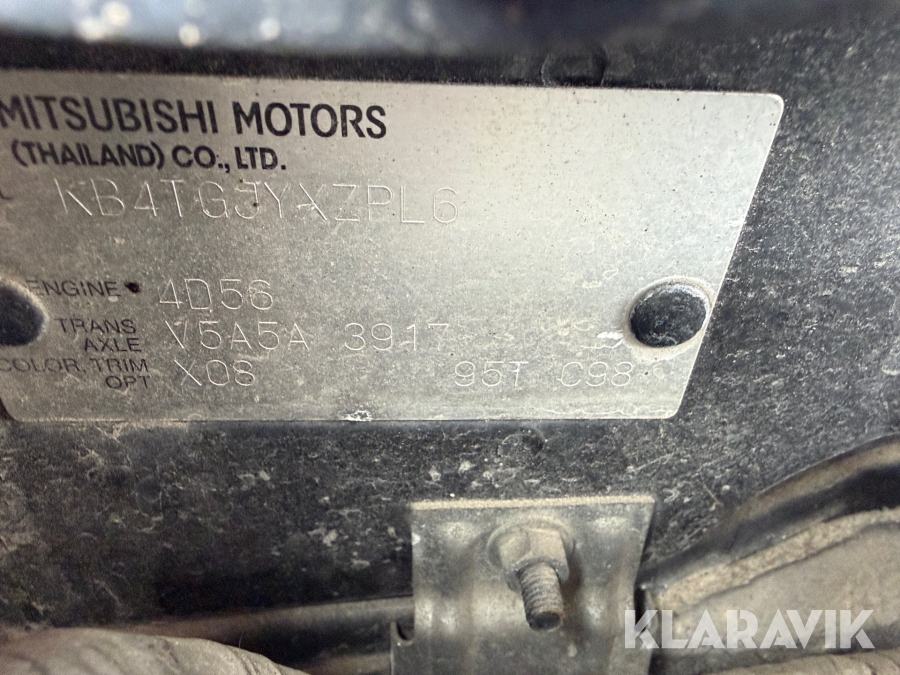 MITSUBISHI MOTORS
(THAILAND) CO., LTD.
KB4TGJYXZPL6
ENGINE 4D56
TRANS AXLE V5A5A 3917
COLOR, TRIM OPT X08 95T C98
KLARAVIK